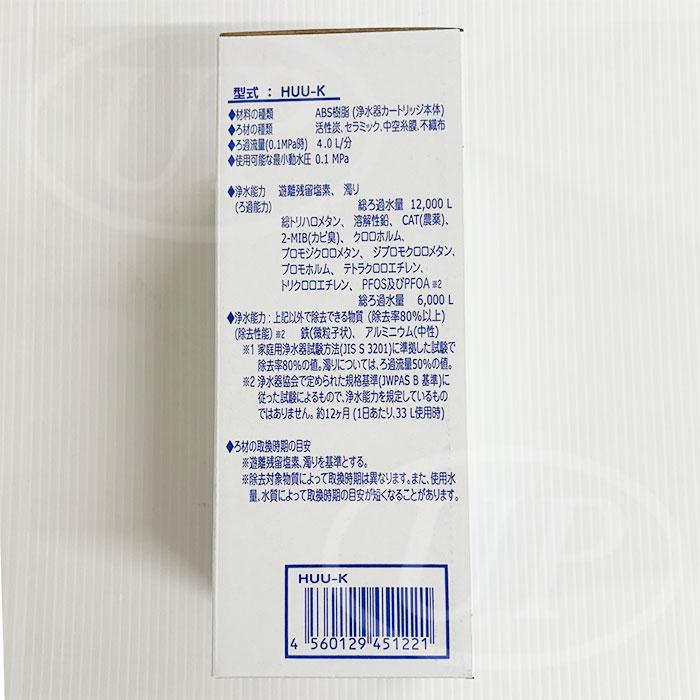 型式 : HUU-K
◆材料の種類 ABS樹脂 (浄水器カートリッジ本体)
◆ろ材の種類 活性炭、セラミック、中空糸膜、不織布
◆ろ過流量(0.1MPa時) 4.0 L/分
◆使用可能な最小動水圧 0.1 MPa
◆浄水能力 遊離残留塩素、 濁り
(ろ過能力) 総ろ過水量 12,000 L
総トリハロメタン、 溶解性鉛、 CAT(農薬)、
2-MIB(カビ臭)、 クロロホルム、
ブロモジクロロメタン、 ジブロモクロロメタン、
ブロモホルム、 テトラクロロエチレン、
トリクロロエチレン、 PFOS及びPFOA ※2
総ろ過水量 6,000 L
◆浄水能力 : 上記以外で除去できる物質 (除去率80%以上)
(除去性能) ※2 鉄(微粒子状)、 アルミニウム(中性)
※1 家庭用浄水器試験方法(JIS S 3201)に準拠した試験で
除去率80%の値。濁りについては、ろ過流量50%の値。
※2 浄水器協会で定められた規格基準(JWPAS B 基準)に
従った試験によるもので、浄水能力を規定しているもの
ではありません。約12ヶ月 (1日あたり、33 L使用時)
◆ろ材の取換時期の目安
※遊離残留塩素、濁りを基準とする。
※除去対象物質によって取換時期は異なります。また、使用水
量、水質によって取換時期の目安が短くなることがあります。
HUU-K
4 560129 451221